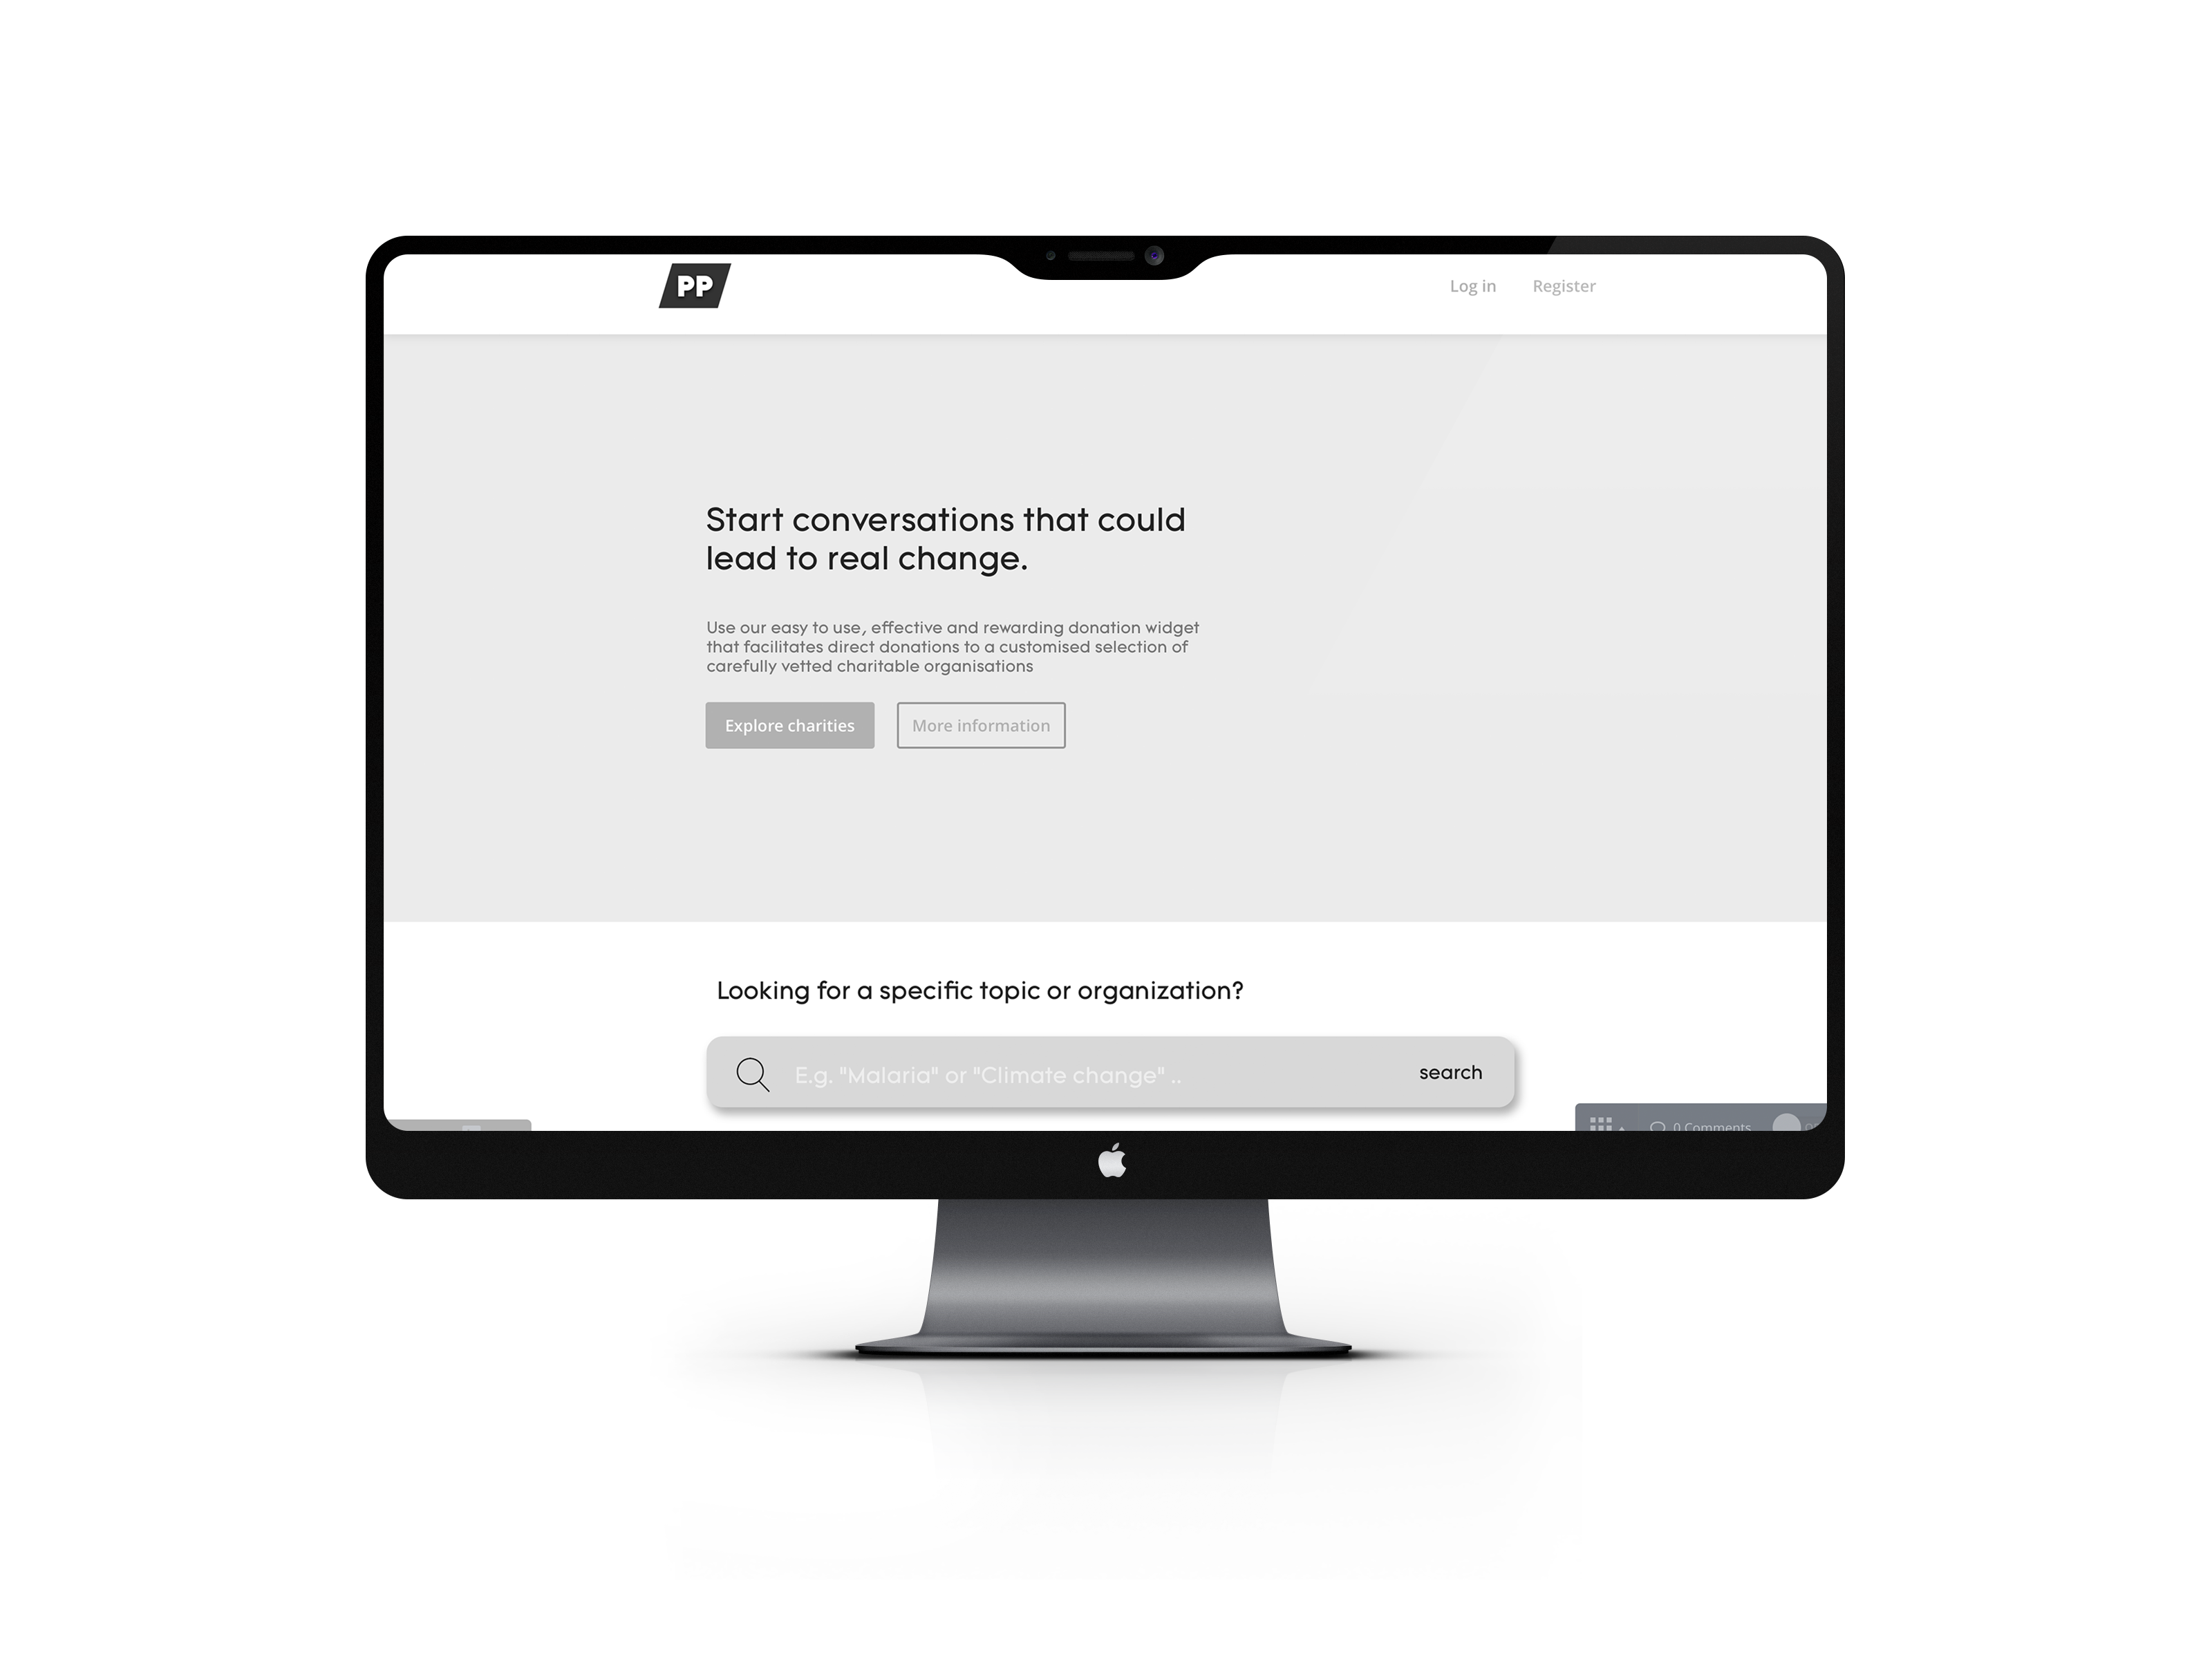 PP
Log in Register
Start conversations that could
lead to real change.
Use our easy to use, effective and rewarding donation widget
that facilitates direct donations to a customised selection of
carefully vetted charitable organisations
Explore charities More information
Looking for a specific topic or organization?
E.g. "Malaria" or "Climate change" .. search
0 Comments